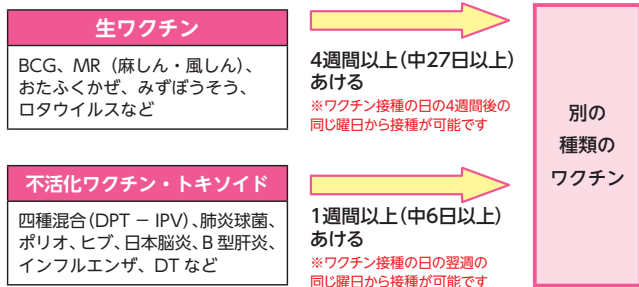 生ワクチン
BCG、MR（麻しん・風しん）、
おたふくかぜ、みずぼうそう、
ロタウイルスなど
4週間以上（中27日以上）
あける
※ワクチン接種の日の4週間後の
同じ曜日から接種が可能です
不活化ワクチン・トキソイド
四種混合（DPT − IPV）、肺炎球菌、
ポリオ、ヒブ、日本脳炎、B 型肝炎、
インフルエンザ、DT など
1週間以上（中6日以上）
あける
※ワクチン接種の日の翌週の
同じ曜日から接種が可能です
別の
種類の
ワクチン